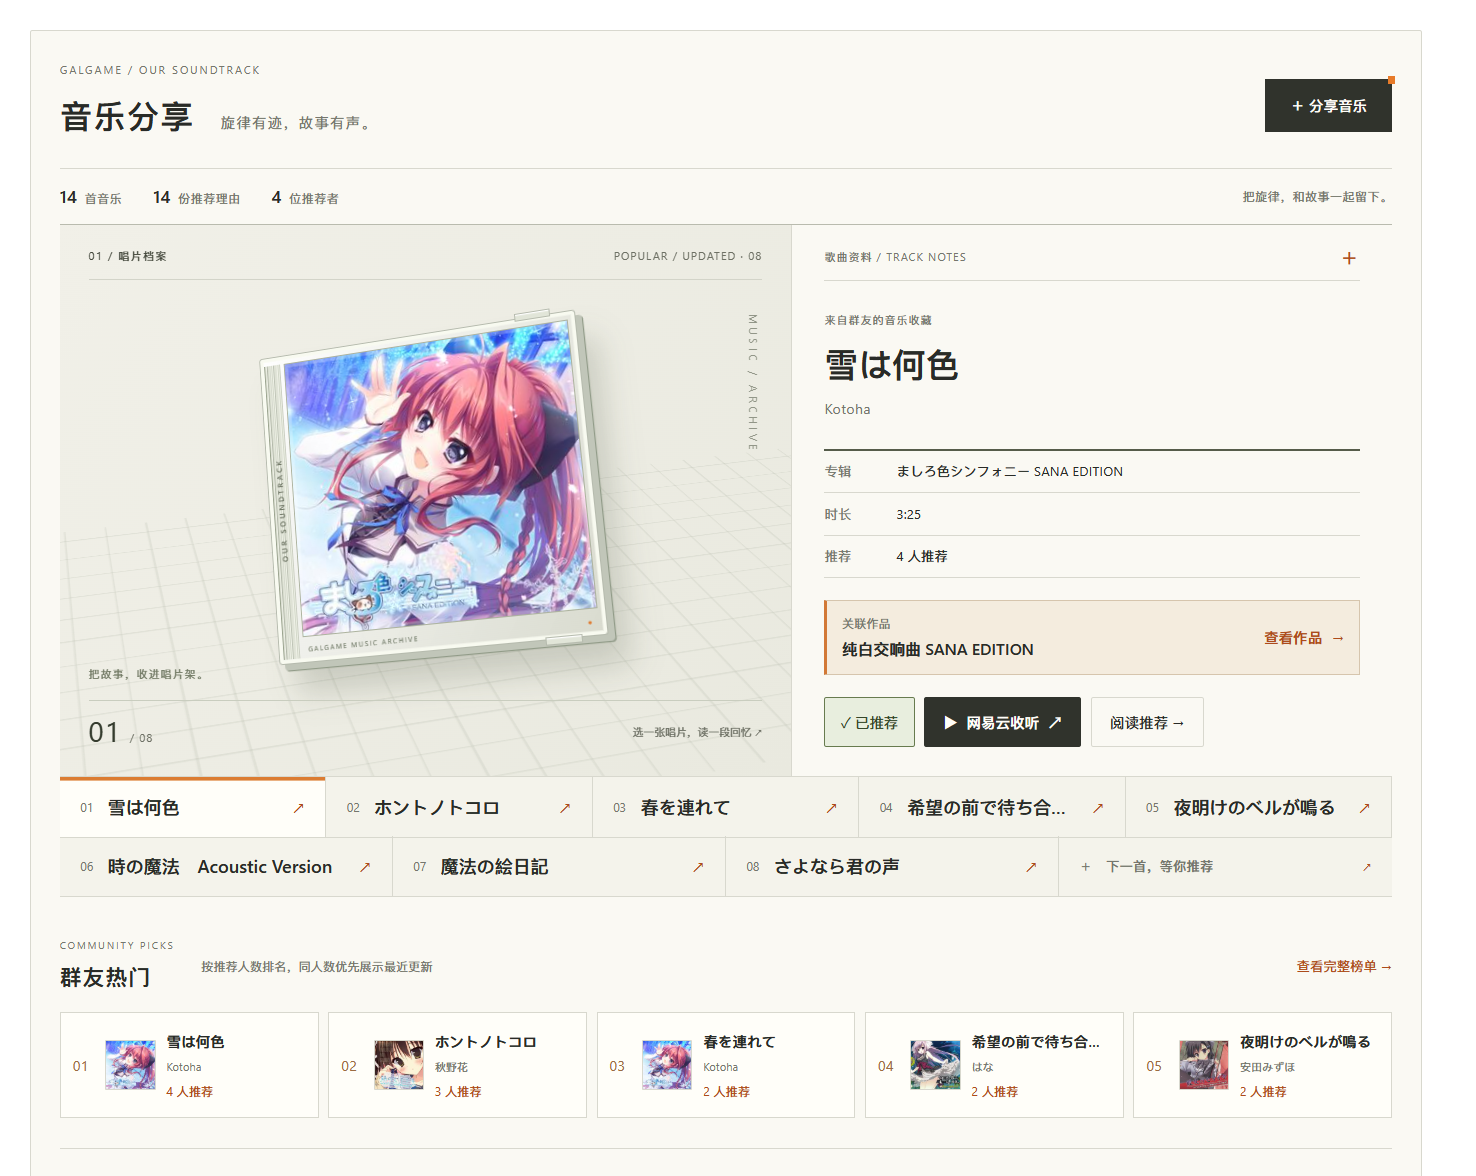 GALGAME / OUR SOUNDTRACK
音乐分享
旋律有迹，故事有声。
+ 分享音乐
14 首音乐
14 份推荐理由
4 位推荐者
把旋律，和故事一起留下。
01 / 唱片档案
POPULAR / UPDATED · 08
MUSIC / ARCHIVE
OUR SOUNDTRACK
ましろ色シンフォニー
SANA EDITION
GALGAME MUSIC ARCHIVE
把故事，收进唱片架。
01 / 08
选一张唱片，读一段回忆 ↗
歌曲资料 / TRACK NOTES
+
来自群友的音乐收藏
雪は何色
Kotoha
专辑 ましろ色シンフォニー SANA EDITION
时长 3:25
推荐 4 人推荐
关联作品
纯白交响曲 SANA EDITION
查看作品 →
✓ 已推荐
▶ 网易云收听 ↗
阅读推荐 →
01 雪は何色 ↗
02 ホントノトコロ ↗
03 春を連れて ↗
04 希望の前で待ち合... ↗
05 夜明けのベルが鳴る ↗
06 時の魔法　Acoustic Version ↗
07 魔法の絵日記 ↗
08 さよなら君の声 ↗
+ 下一首，等你推荐 ↗
COMMUNITY PICKS
群友热门
按推荐人数排名，同人数优先展示最近更新
查看完整榜单 →
01
雪は何色
Kotoha
4 人推荐
02
ホントノトコロ
秋野花
3 人推荐
03
春を連れて
Kotoha
2 人推荐
04
希望の前で待ち合...
はな
2 人推荐
05
夜明けのベルが鳴る
安田みずほ
2 人推荐